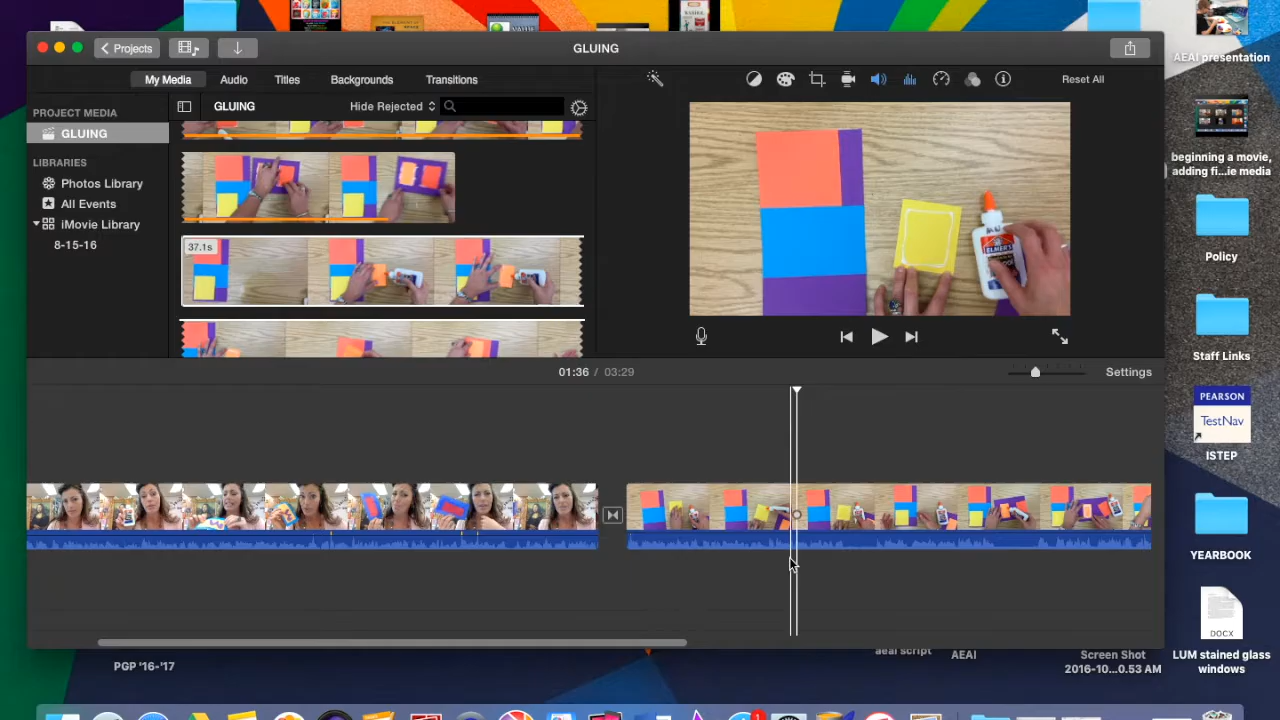 GLUING
Projects
My Media
Audio
Titles
Backgrounds
Transitions
Reset All
PROJECT MEDIA
GLUING
Hide Rejected
GLUING
LIBRARIES
Photos Library
All Events
iMovie Library
8-15-16
37.1s
ELMER'S
01:36 / 03:29
Settings
AEAI presentation
beginning a movie,
adding fi...ie media
Policy
Staff Links
PEARSON
TestNav
ISTEP
YEARBOOK
DOCX
LUM stained glass
windows
PGP '16-'17
aeai script
AEAI
Screen Shot
2016-10...0.53 AM
1